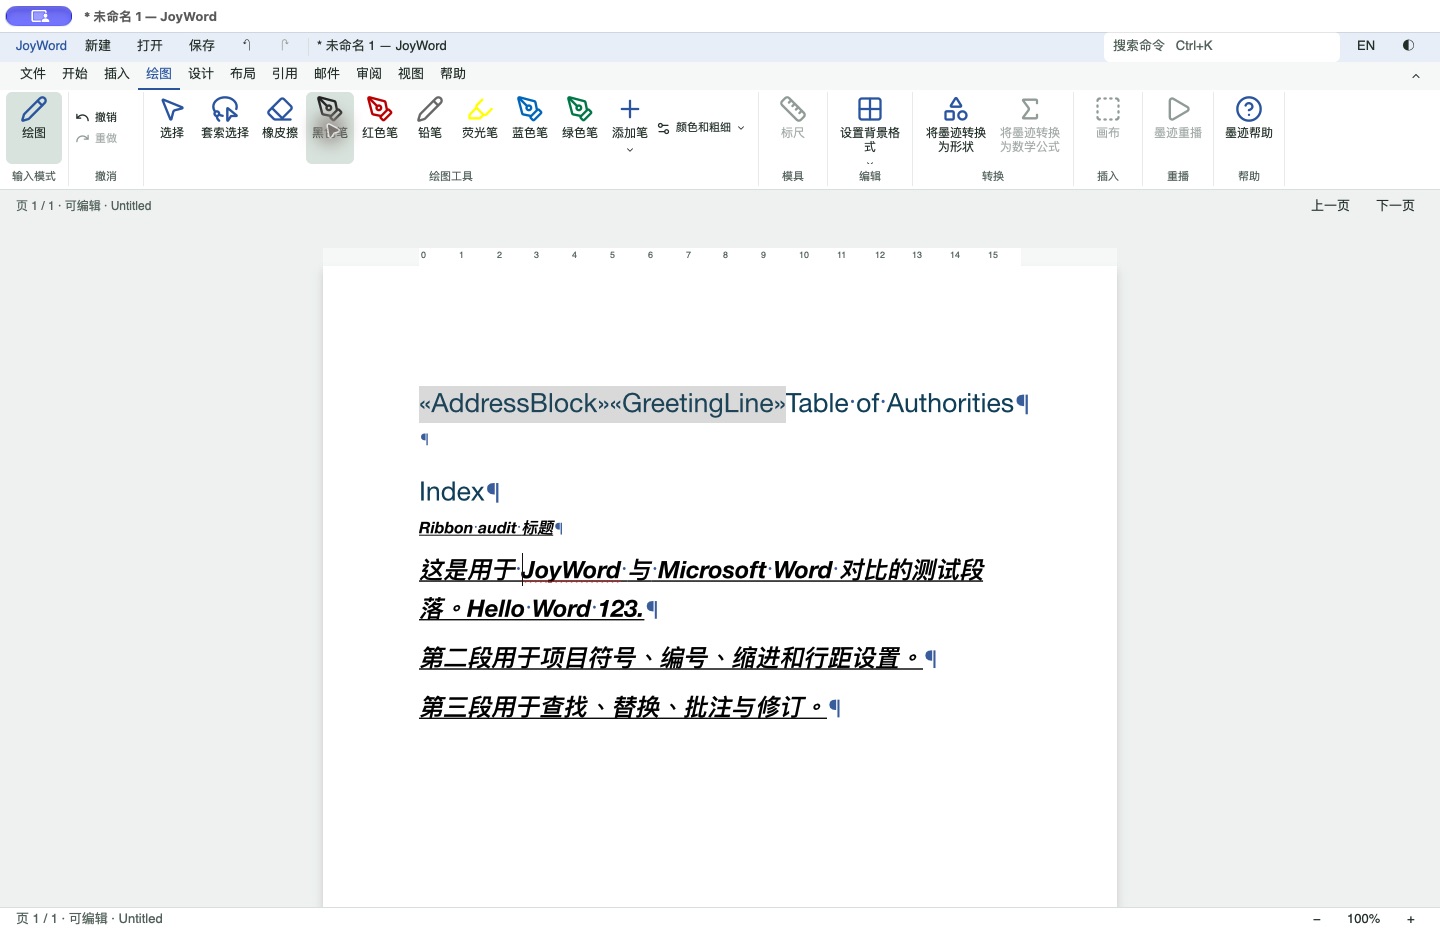 * 未命名 1 — JoyWord
JoyWord 新建 打开 保存 * 未命名 1 — JoyWord 搜索命令 Ctrl+K EN
文件 开始 插入 绘图 设计 布局 引用 邮件 审阅 视图 帮助
绘图 撤销 重做 选择 套索选择 橡皮擦 红色笔 铅笔 荧光笔 蓝色笔 绿色笔 添加笔 颜色和粗细 标尺 设置背景格式 将墨迹转换为形状 将墨迹转换为数学公式 画布 墨迹重播 墨迹帮助
输入模式 撤消 绘图工具 模具 编辑 转换 插入 重播 帮助
页 1 / 1 · 可编辑 · Untitled 上一页 下一页
0 1 2 3 4 5 6 7 8 9 10 11 12 13 14 15
«AddressBlock»«GreetingLine»Table·of·Authorities¶
¶
Index¶
Ribbon·audit·标题¶
这是用于·JoyWord·与·Microsoft·Word·对比的测试段
落。Hello·Word·123.¶
第二段用于项目符号、编号、缩进和行距设置。¶
第三段用于查找、替换、批注与修订。¶
页 1 / 1 · 可编辑 · Untitled − 100% +